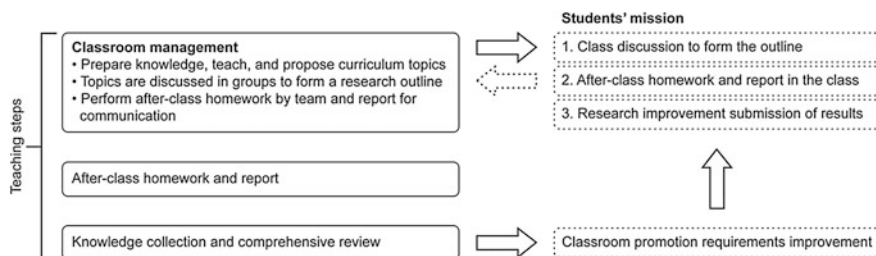 Students' mission
Classroom management
• Prepare knowledge, teach, and propose curriculum topics
• Topics are discussed in groups to form a research outline
• Perform after-class homework by team and report for
communication
1. Class discussion to form the outline
2. After-class homework and report in the class
3. Research improvement submission of results
Teaching steps
After-class homework and report
Knowledge collection and comprehensive review
Classroom promotion requirements improvement